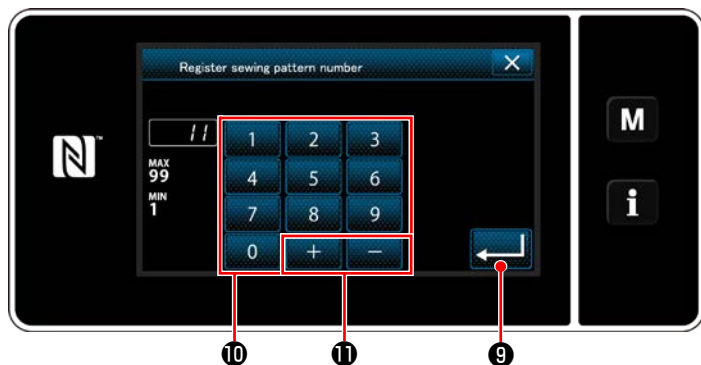 Register sewing pattern number
11
MAX
99
MIN
1
1 2 3
4 5 6
7 8 9
0 + −
M
i
❿ ⓫ ❾